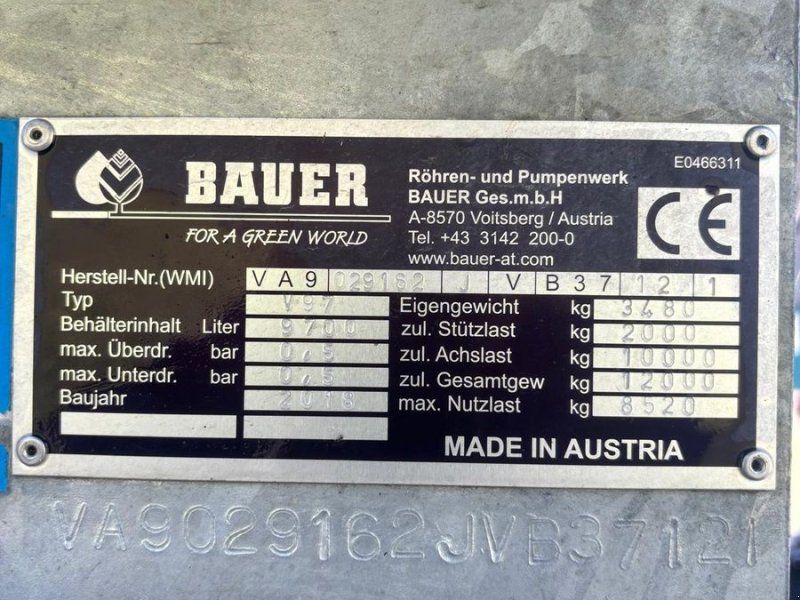 BAUER
FOR A GREEN WORLD
E0466311
Röhren- und Pumpenwerk
BAUER Ges.m.b.H
A-8570 Voitsberg / Austria
Tel. +43 3142 200-0
www.bauer-at.com
CE
Herstell-Nr.(WMI) VA9 029162 J V B37 12 1
Typ V97
Behälterinhalt Liter 9700
max. Überdr. bar 0,5
max. Unterdr. bar 0,5
Baujahr 2018
Eigengewicht kg 3480
zul. Stützlast kg 2000
zul. Achslast kg 10000
zul. Gesamtgew kg 12000
max. Nutzlast kg 8520
MADE IN AUSTRIA
VA9029162JVB37121